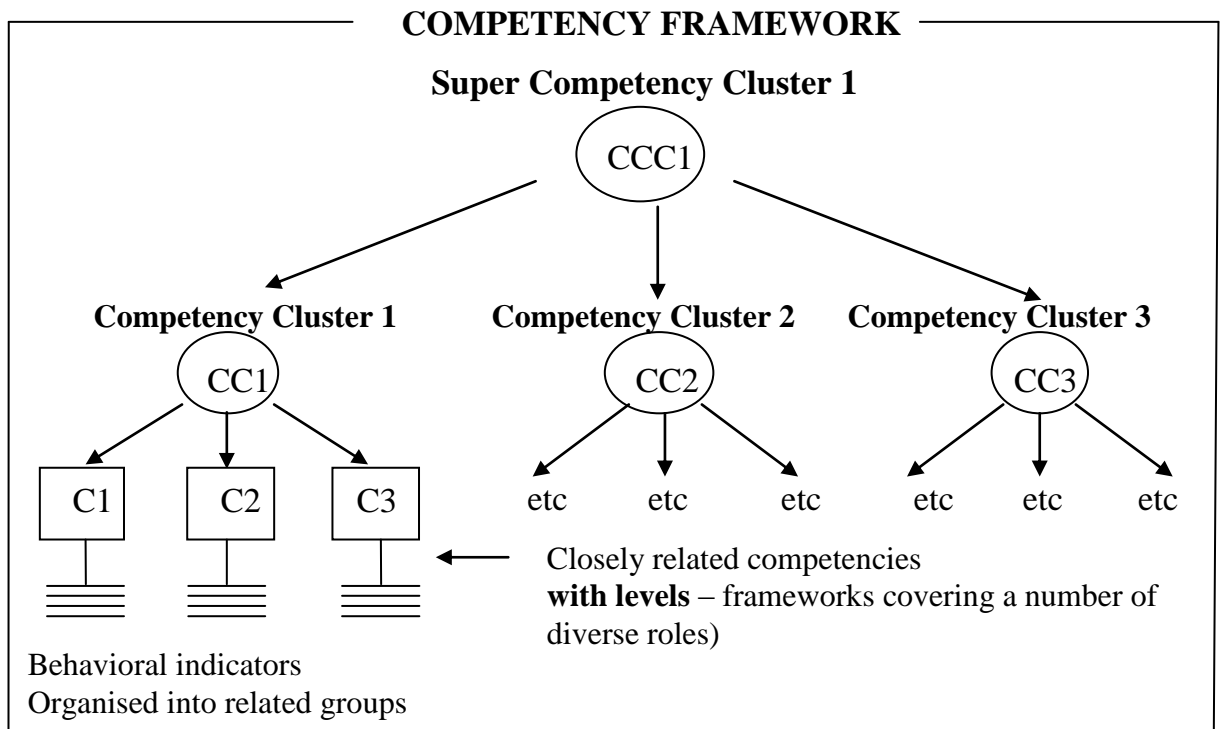 COMPETENCY FRAMEWORK
Super Competency Cluster 1
CCC1
Competency Cluster 1 Competency Cluster 2 Competency Cluster 3
CC1 CC2 CC3
C1 C2 C3 etc etc etc etc etc etc
Closely related competencies
with levels – frameworks covering a number of
diverse roles)
Behavioral indicators
Organised into related groups